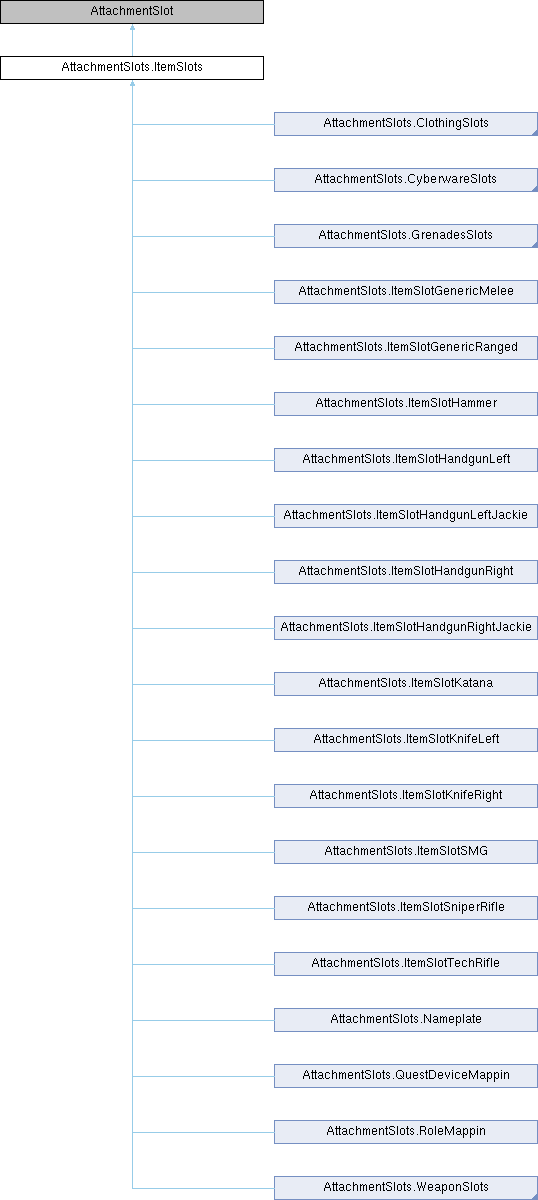 AttachmentSlot
AttachmentSlots.ItemSlots
AttachmentSlots.ClothingSlots
AttachmentSlots.CyberwareSlots
AttachmentSlots.GrenadesSlots
AttachmentSlots.ItemSlotGenericMelee
AttachmentSlots.ItemSlotGenericRanged
AttachmentSlots.ItemSlotHammer
AttachmentSlots.ItemSlotHandgunLeft
AttachmentSlots.ItemSlotHandgunLeftJackie
AttachmentSlots.ItemSlotHandgunRight
AttachmentSlots.ItemSlotHandgunRightJackie
AttachmentSlots.ItemSlotKatana
AttachmentSlots.ItemSlotKnifeLeft
AttachmentSlots.ItemSlotKnifeRight
AttachmentSlots.ItemSlotSMG
AttachmentSlots.ItemSlotSniperRifle
AttachmentSlots.ItemSlotTechRifle
AttachmentSlots.Nameplate
AttachmentSlots.QuestDeviceMappin
AttachmentSlots.RoleMappin
AttachmentSlots.WeaponSlots